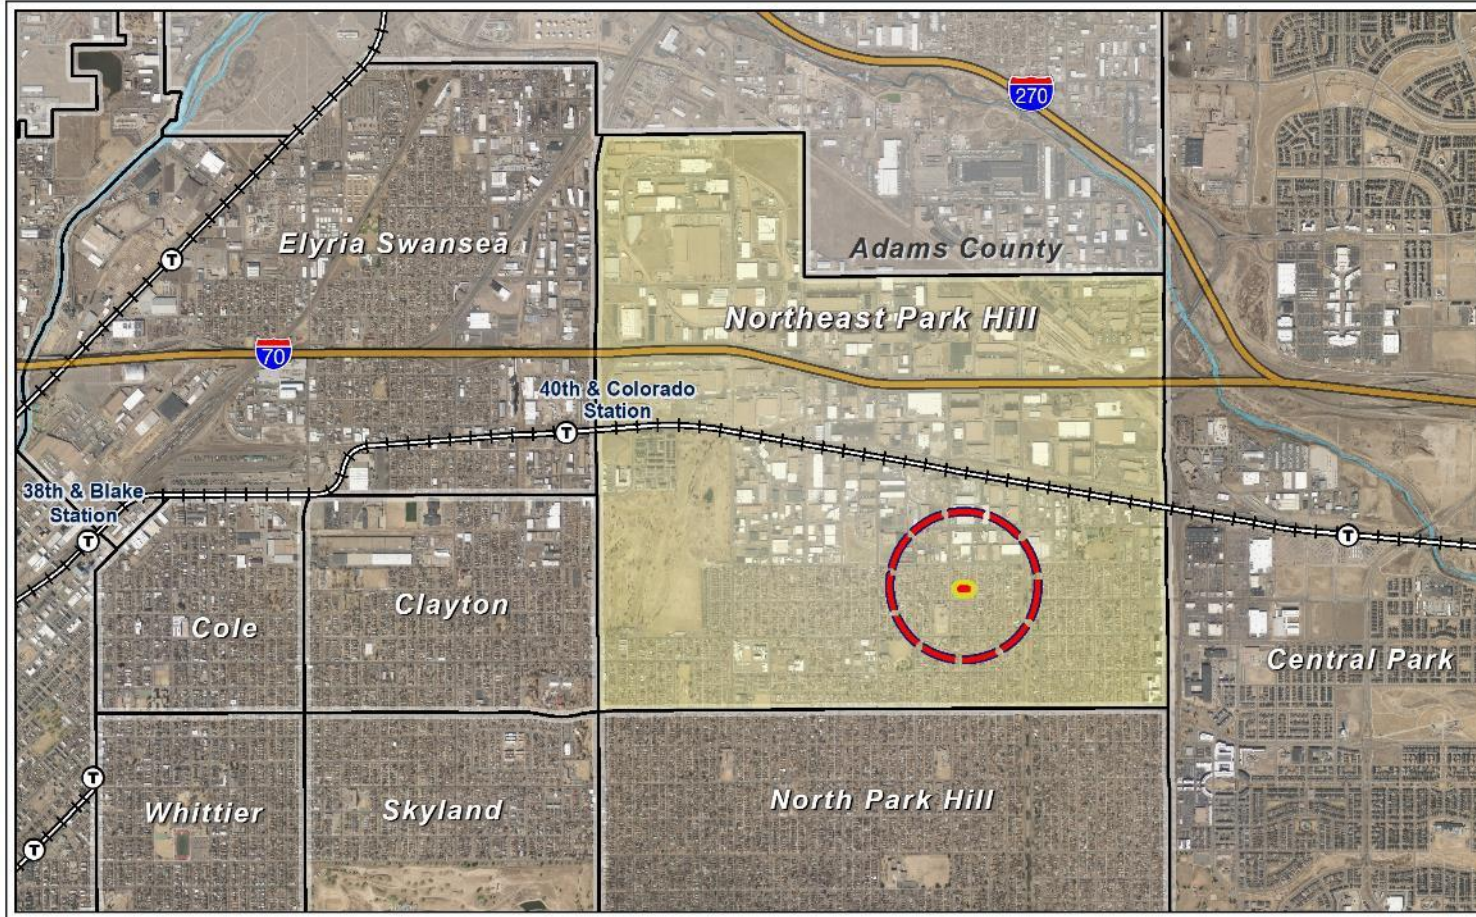 270
Elyria Swansea
Adams County
Northeast Park Hill
70
40th & Colorado
Station
T
T
38th & Blake
Station
T
T
Clayton
Cole
Central Park
T
Whittier
Skyland
North Park Hill
T